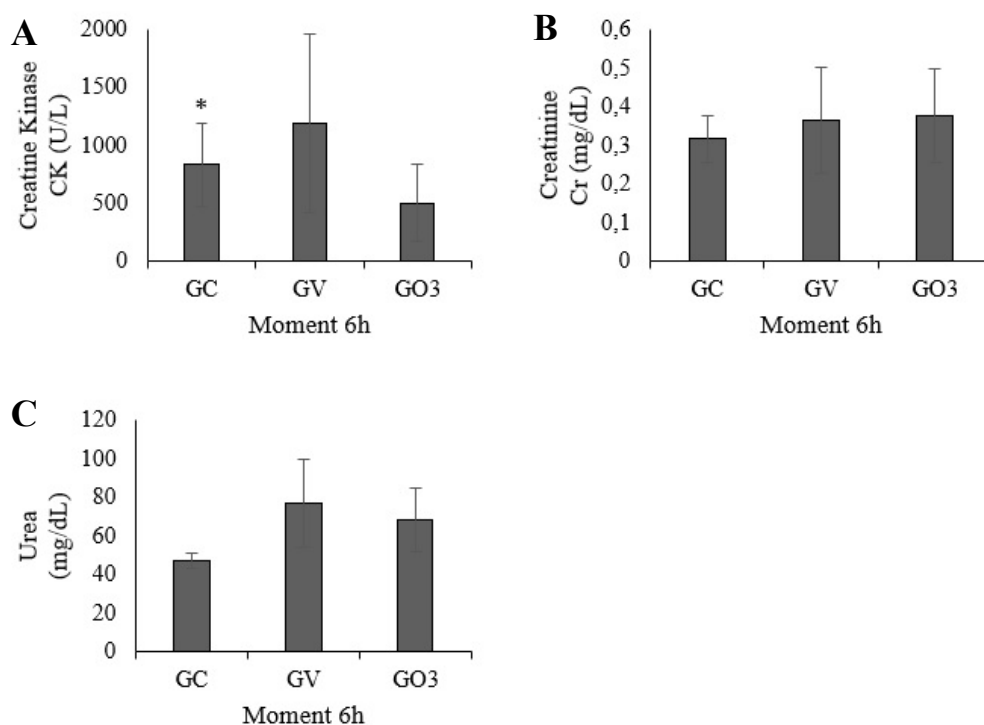 A
Creatine Kinase
CK (U/L)
2000
1500
1000
500
0
*
GC GV GO3
Moment 6h
B
Creatinine
Cr (mg/dL)
0,6
0,5
0,4
0,3
0,2
0,1
0
GC GV GO3
Moment 6h
C
Urea
(mg/dL)
120
100
80
60
40
20
0
GC GV GO3
Moment 6h